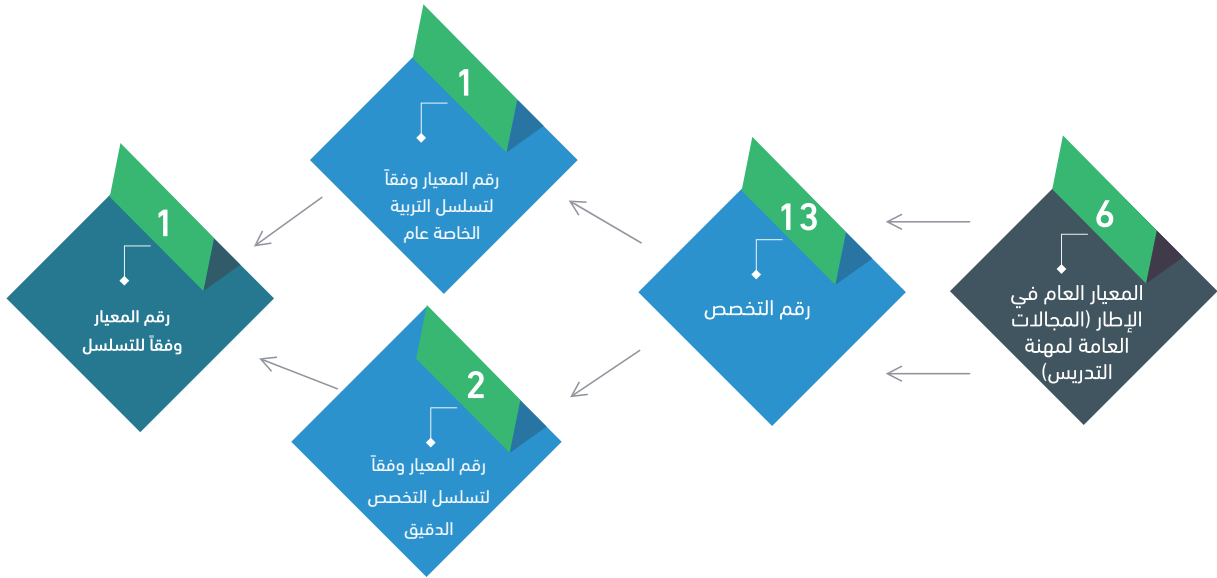 6
المعيار العام في
الإطار (المجالات
العامة لمهنة
التدريس)
13
رقم التخصص
1
رقم المعيار وفقاً
لتسلسل التربية
الخاصة عام
2
رقم المعيار وفقاً
لتسلسل التخصص
الدقيق
1
رقم المعيار
وفقاً للتسلسل